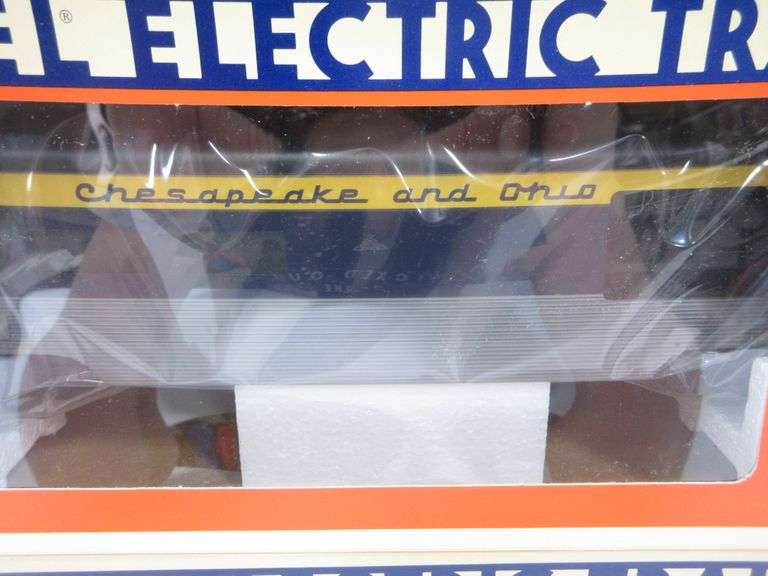 EL ® ELECTRIC TRA
Chesapeake and Ohio